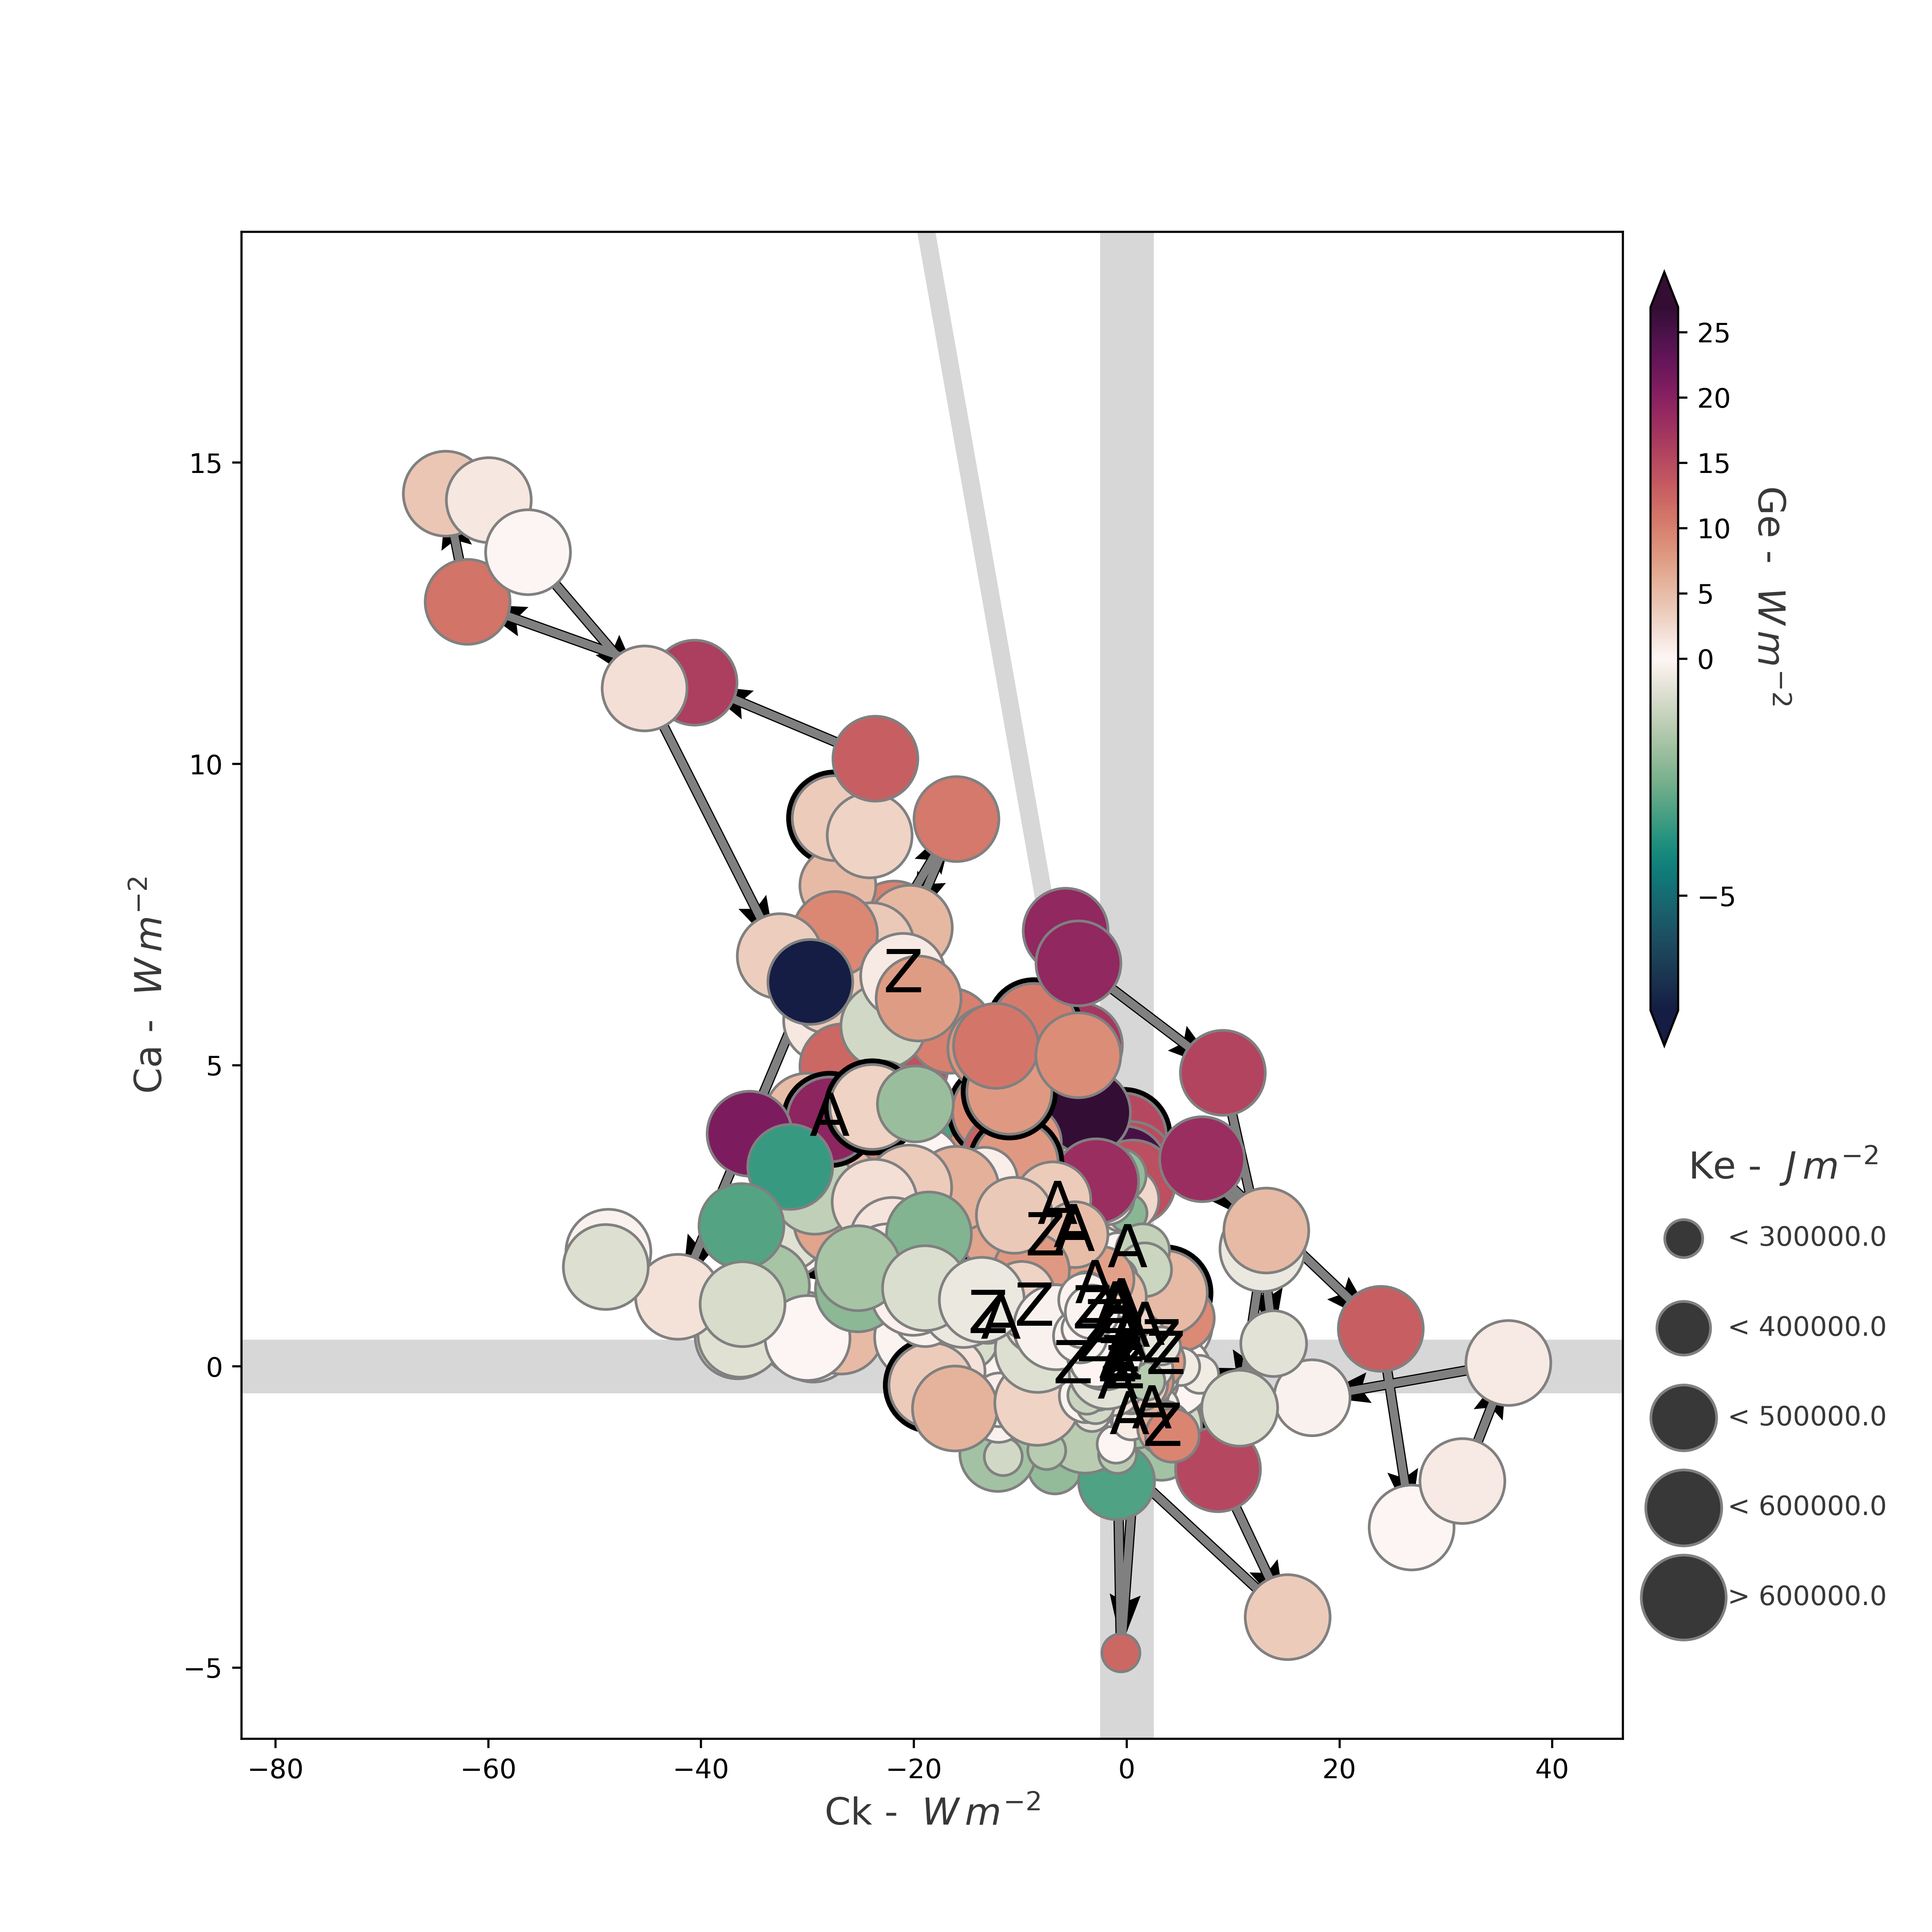 15
10
5
0
−5
−80
−60
−40
−20
0
20
40
Ca - W m⁻²
Ck - W m⁻²
25
20
15
10
5
0
−5
Ge - W m⁻²
Ke - J m⁻²
< 300000.0
< 400000.0
< 500000.0
< 600000.0
> 600000.0
Z
A
A
Z
A
A
Z
A
Z
A
Z
Z
Z
A
A
Z